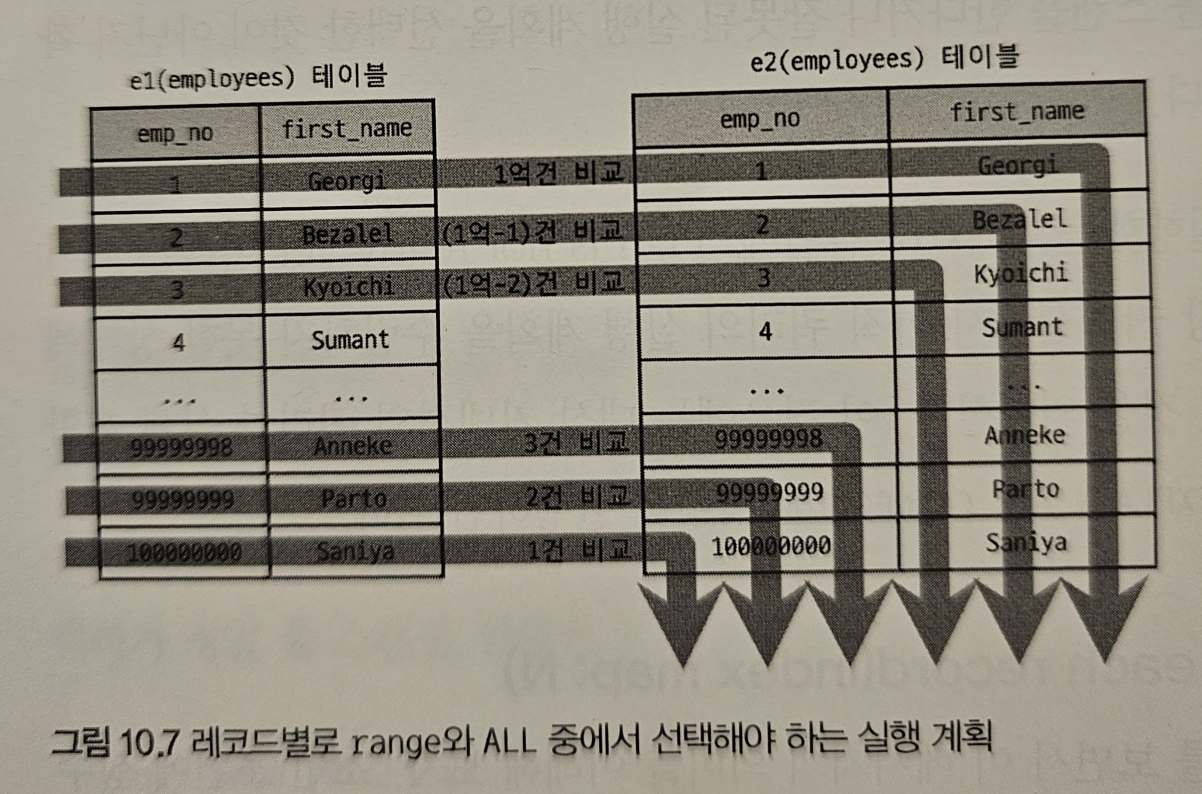 e1(employees) 테이블
e2(employees) 테이블
emp_no first_name
emp_no first_name
1 Georgi 1억건 비교 1 Georgi
2 Bezalel (1억-1)건 비교 2 Bezalel
3 Kyoichi (1억-2)건 비교 3 Kyoichi
4 Sumant 4 Sumant
... ... ... ...
99999998 Anneke 3건 비교 99999998 Anneke
99999999 Parto 2건 비교 99999999 Parto
100000000 Saniya 1건 비교 100000000 Saniya
each record(index map: N)
그림 10.7 레코드별로 range와 ALL 중에서 선택해야 하는 실행 계획